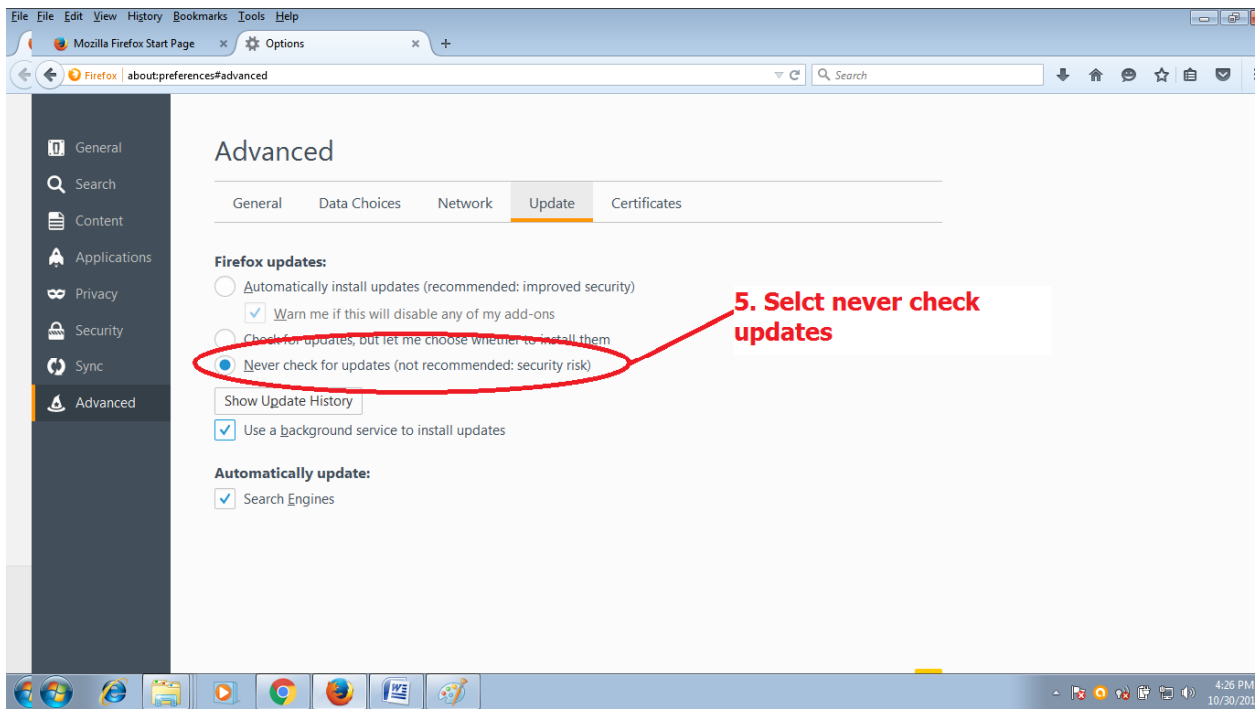 File File Edit View History Bookmarks Tools Help
Mozilla Firefox Start Page × Options × +
Firefox about:preferences#advanced Search
General
Search
Content
Applications
Privacy
Security
Sync
Advanced
Advanced
General Data Choices Network Update Certificates
Firefox updates:
Automatically install updates (recommended: improved security)
Warn me if this will disable any of my add-ons
Check for updates, but let me choose whether to install them
Never check for updates (not recommended: security risk)
Show Update History
Use a background service to install updates
Automatically update:
Search Engines
5. Selct never check
updates
4:26 PM
10/30/201